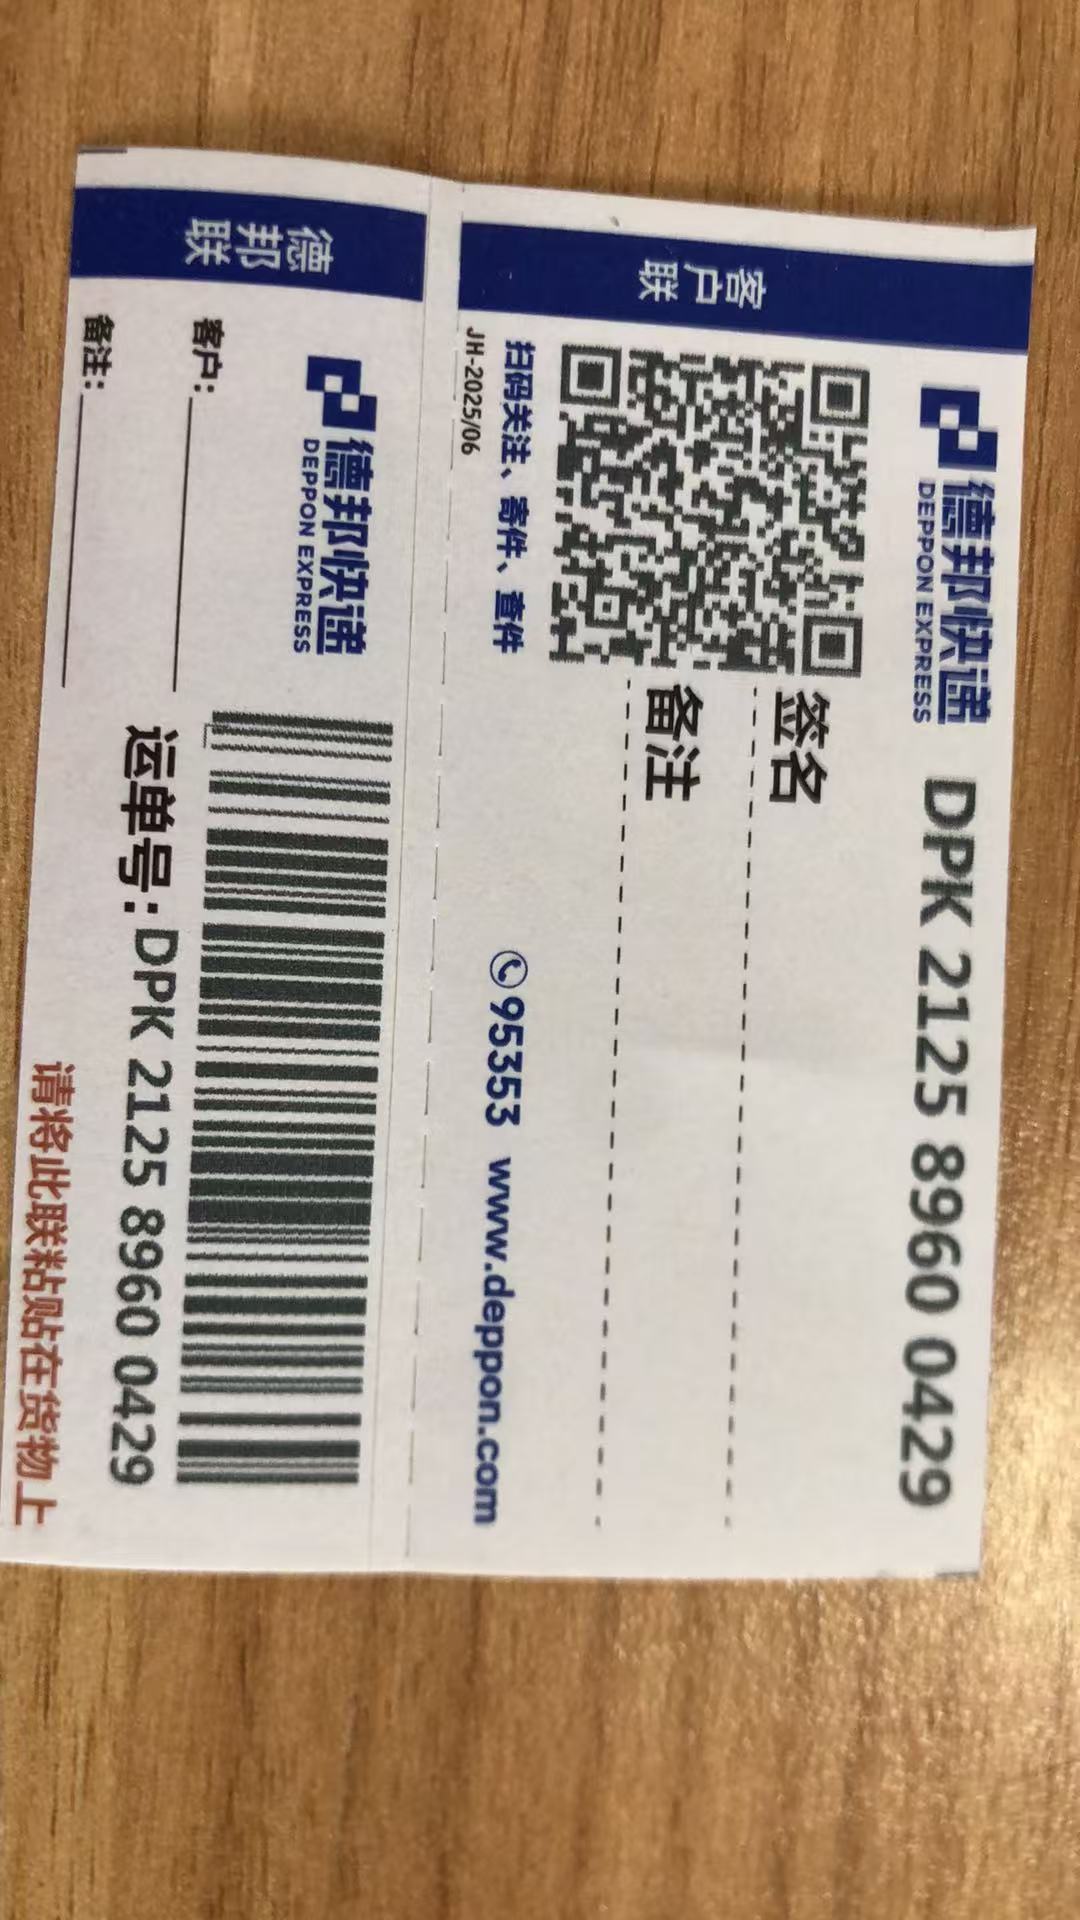 客户联
德邦快递 DPK 2125 8960 0429
DEPPON EXPRESS
签名
备注
扫码关注、寄件、查件 95353 www.deppon.com
JH-2025/06
德邦联
德邦快递
DEPPON EXPRESS
客户:
备注:
运单号: DPK 2125 8960 0429
请将此联粘贴在货物上